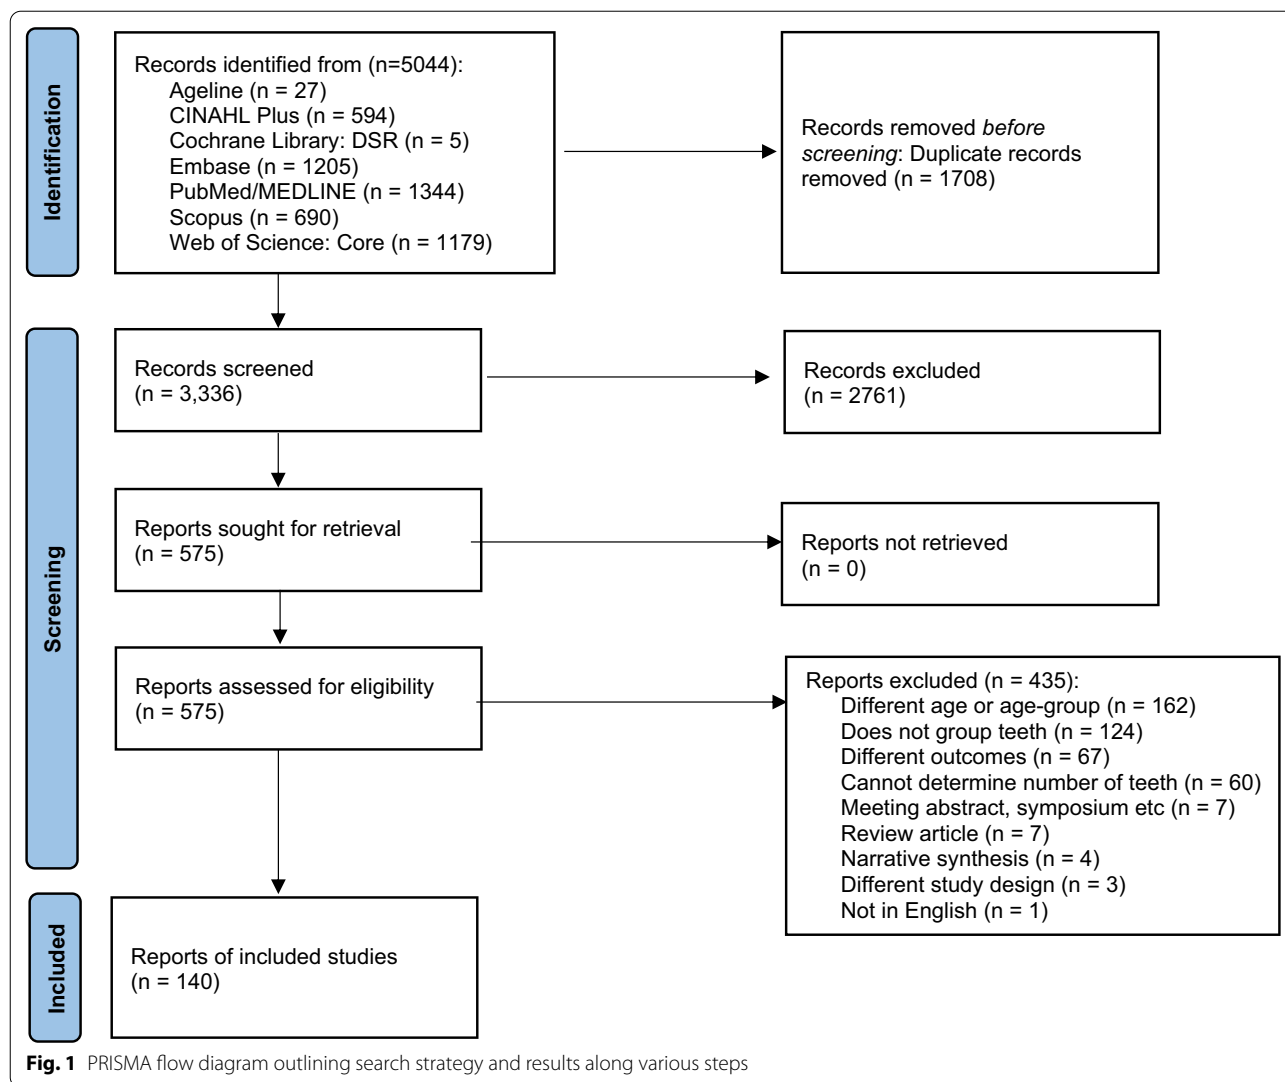 Identification
Records identified from (n=5044):
Ageline (n = 27)
CINAHL Plus (n = 594)
Cochrane Library: DSR (n = 5)
Embase (n = 1205)
PubMed/MEDLINE (n = 1344)
Scopus (n = 690)
Web of Science: Core (n = 1179)
Records removed before
screening: Duplicate records
removed (n = 1708)
Screening
Records screened
(n = 3,336)
Records excluded
(n = 2761)
Reports sought for retrieval
(n = 575)
Reports not retrieved
(n = 0)
Reports assessed for eligibility
(n = 575)
Reports excluded (n = 435):
Different age or age-group (n = 162)
Does not group teeth (n = 124)
Different outcomes (n = 67)
Cannot determine number of teeth (n = 60)
Meeting abstract, symposium etc (n = 7)
Review article (n = 7)
Narrative synthesis (n = 4)
Different study design (n = 3)
Not in English (n = 1)
Included
Reports of included studies
(n = 140)
Fig. 1 PRISMA flow diagram outlining search strategy and results along various steps